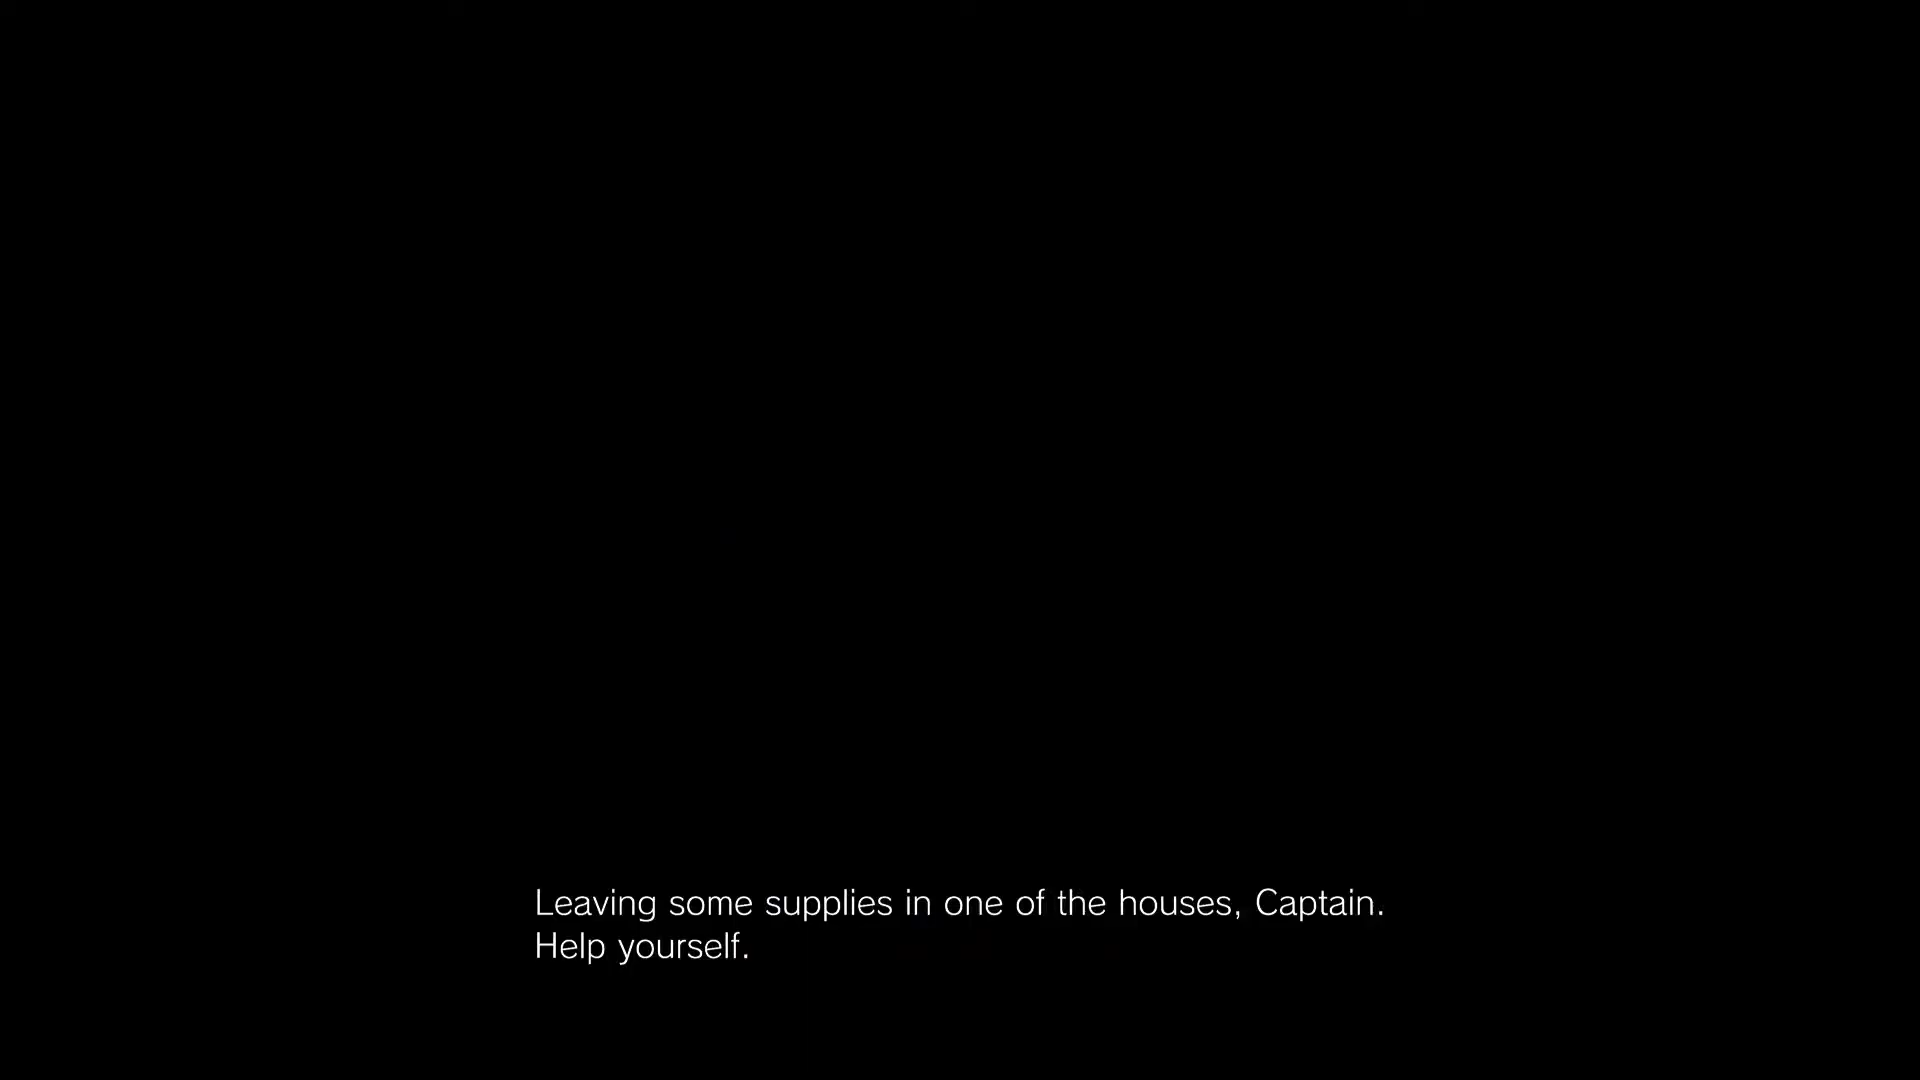 Leaving some supplies in one of the houses, Captain.
Help yourself.